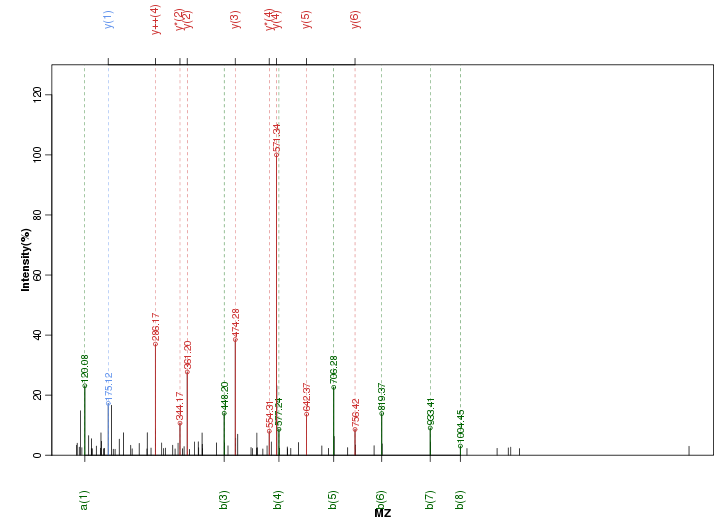 y(1)
y++(4)
y*(2)
y(2)
y(3)
y*(4)
y(4)
y(5)
y(6)
Intensity(%)
0
20
40
60
80
100
120
120.08
175.12
286.17
344.17
361.20
448.20
474.28
554.31
571.34
577.24
642.37
706.28
756.42
819.37
933.41
1004.45
a(1)
b(3)
b(4)
b(5)
b(6)
b(7)
b(8)
MZ